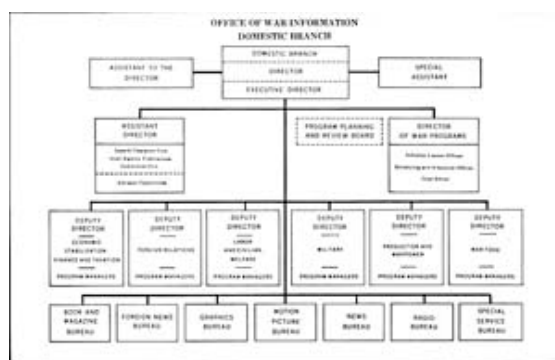 OFFICE OF WAR INFORMATION
DOMESTIC BRANCH
DOMESTIC BRANCH
DIRECTOR
EXECUTIVE DIRECTOR
ASSISTANT TO THE
DIRECTOR
SPECIAL
ASSISTANT
ASSISTANT
DIRECTOR
PROGRAM PLANNING
AND REVIEW BOARD
DIRECTOR
OF WAR PROGRAMS
DEPUTY
DIRECTOR
ECONOMIC
STABILIZATION
FINANCE AND TAXATION
PROGRAM MANAGERS
DEPUTY
DIRECTOR
FOREIGN RELATIONS
PROGRAM MANAGERS
DEPUTY
DIRECTOR
LABOR
AND CIVILIAN
WELFARE
PROGRAM MANAGERS
DEPUTY
DIRECTOR
MILITARY
PROGRAM MANAGERS
DEPUTY
DIRECTOR
PRODUCTION AND
MANPOWER
PROGRAM MANAGERS
DEPUTY
DIRECTOR
PROGRAM MANAGERS
BOOK AND
MAGAZINE
BUREAU
FOREIGN NEWS
BUREAU
GRAPHICS
BUREAU
MOTION
PICTURE
BUREAU
NEWS
BUREAU
RADIO
BUREAU
SPECIAL
SERVICE
BUREAU